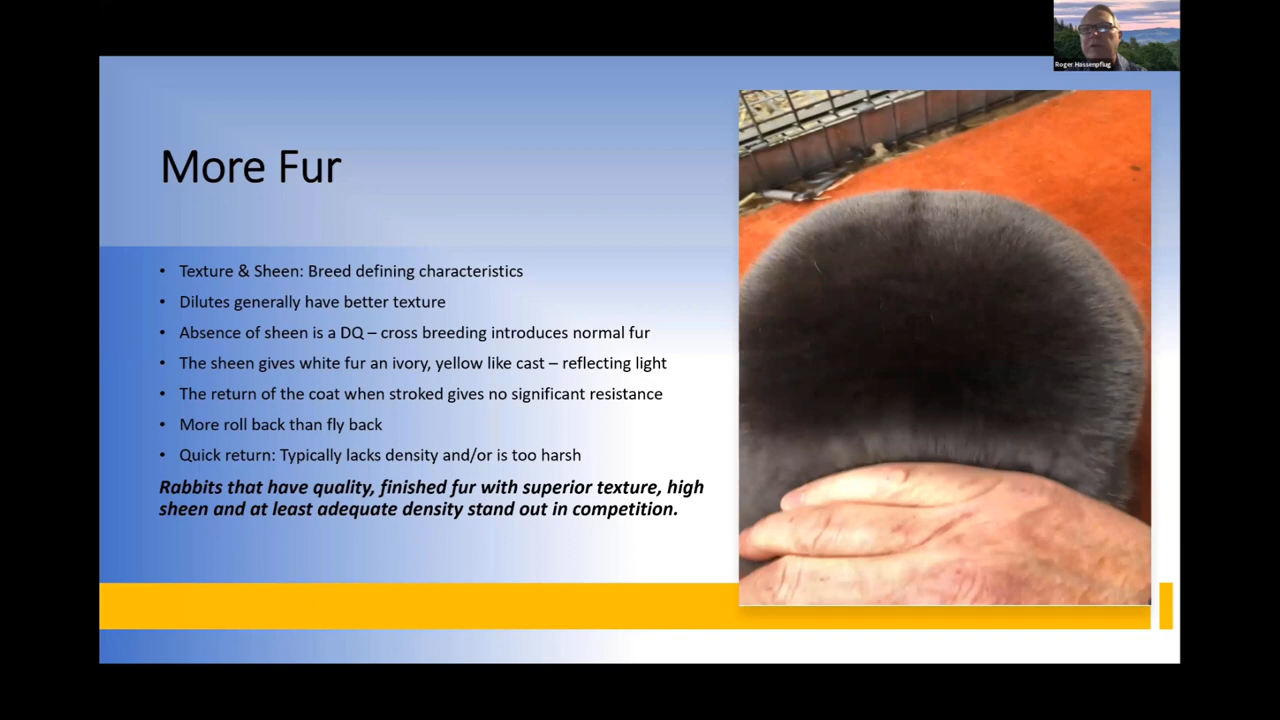 Roger Hassenpflug
More Fur
• Texture & Sheen: Breed defining characteristics
• Dilutes generally have better texture
• Absence of sheen is a DQ – cross breeding introduces normal fur
• The sheen gives white fur an ivory, yellow like cast – reflecting light
• The return of the coat when stroked gives no significant resistance
• More roll back than fly back
• Quick return: Typically lacks density and/or is too harsh
Rabbits that have quality, finished fur with superior texture, high
sheen and at least adequate density stand out in competition.